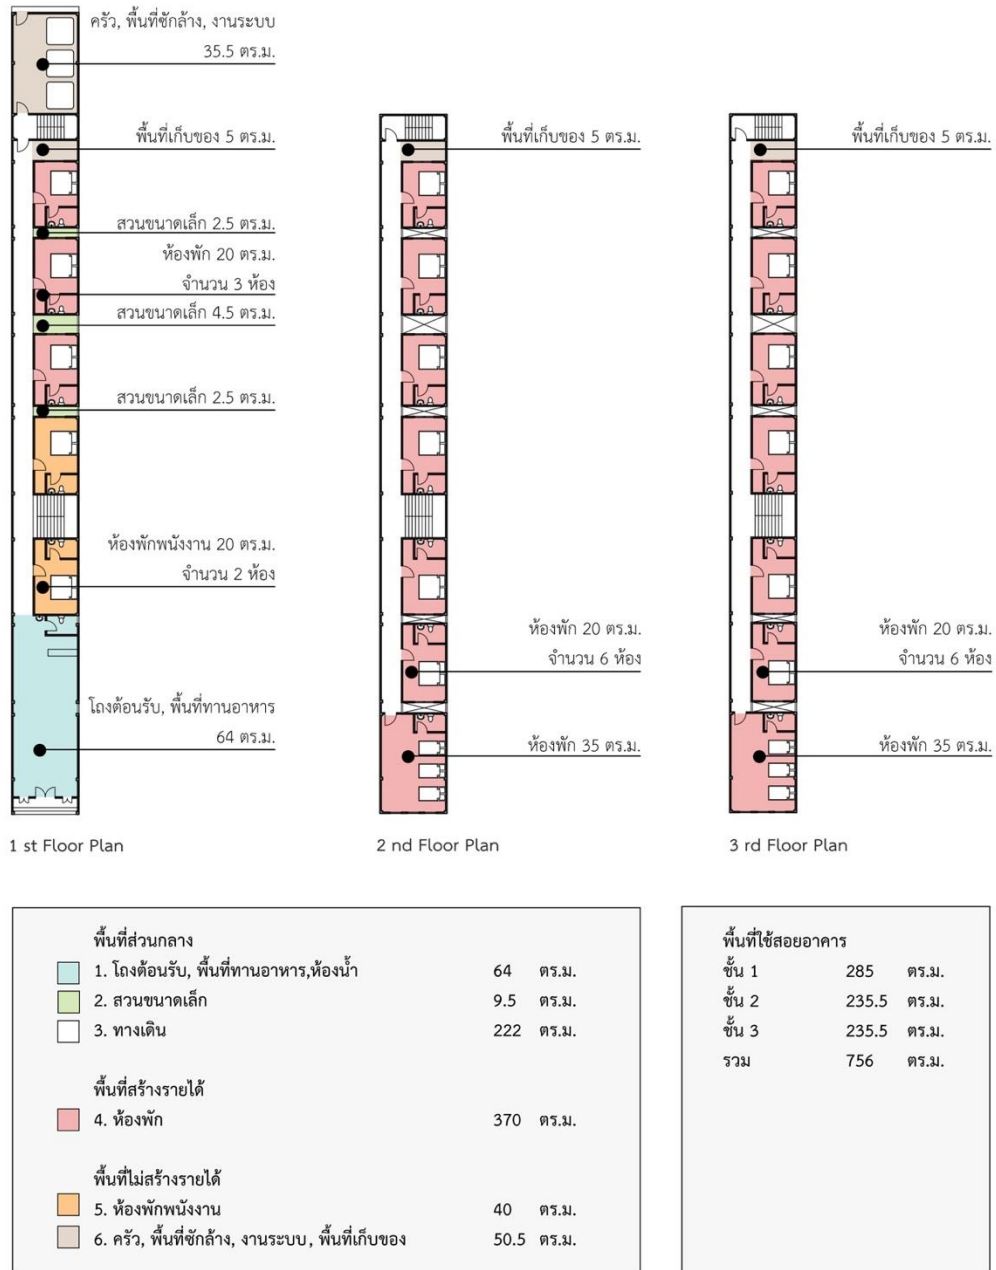 ครัว, พื้นที่ซักล้าง, งานระบบ
35.5 ตร.ม.
พื้นที่เก็บของ 5 ตร.ม.
สวนขนาดเล็ก 2.5 ตร.ม.
ห้องพัก 20 ตร.ม.
จำนวน 3 ห้อง
สวนขนาดเล็ก 4.5 ตร.ม.
สวนขนาดเล็ก 2.5 ตร.ม.
ห้องพักพนังงาน 20 ตร.ม.
จำนวน 2 ห้อง
โถงต้อนรับ, พื้นที่ทานอาหาร
64 ตร.ม.
1 st Floor Plan
พื้นที่เก็บของ 5 ตร.ม.
ห้องพัก 20 ตร.ม.
จำนวน 6 ห้อง
ห้องพัก 35 ตร.ม.
2 nd Floor Plan
พื้นที่เก็บของ 5 ตร.ม.
ห้องพัก 20 ตร.ม.
จำนวน 6 ห้อง
ห้องพัก 35 ตร.ม.
3 rd Floor Plan
พื้นที่ส่วนกลาง
1. โถงต้อนรับ, พื้นที่ทานอาหาร,ห้องน้ำ 64 ตร.ม.
2. สวนขนาดเล็ก 9.5 ตร.ม.
3. ทางเดิน 222 ตร.ม.
พื้นที่สร้างรายได้
4. ห้องพัก 370 ตร.ม.
พื้นที่ไม่สร้างรายได้
5. ห้องพักพนังงาน 40 ตร.ม.
6. ครัว, พื้นที่ซักล้าง, งานระบบ, พื้นที่เก็บของ 50.5 ตร.ม.
พื้นที่ใช้สอยอาคาร
ชั้น 1 285 ตร.ม.
ชั้น 2 235.5 ตร.ม.
ชั้น 3 235.5 ตร.ม.
รวม 756 ตร.ม.